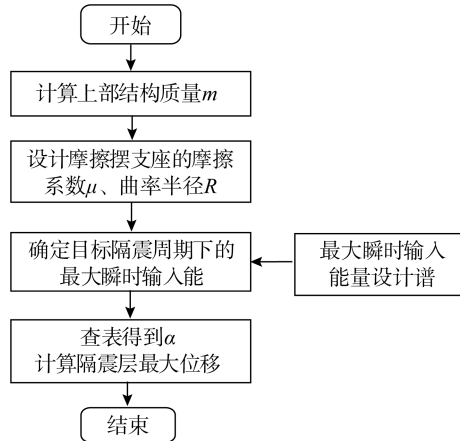 开始
计算上部结构质量m
设计摩擦摆支座的摩擦
系数μ、曲率半径R
确定目标隔震周期下的
最大瞬时输入能
最大瞬时输入
能量设计谱
查表得到α
计算隔震层最大位移
结束